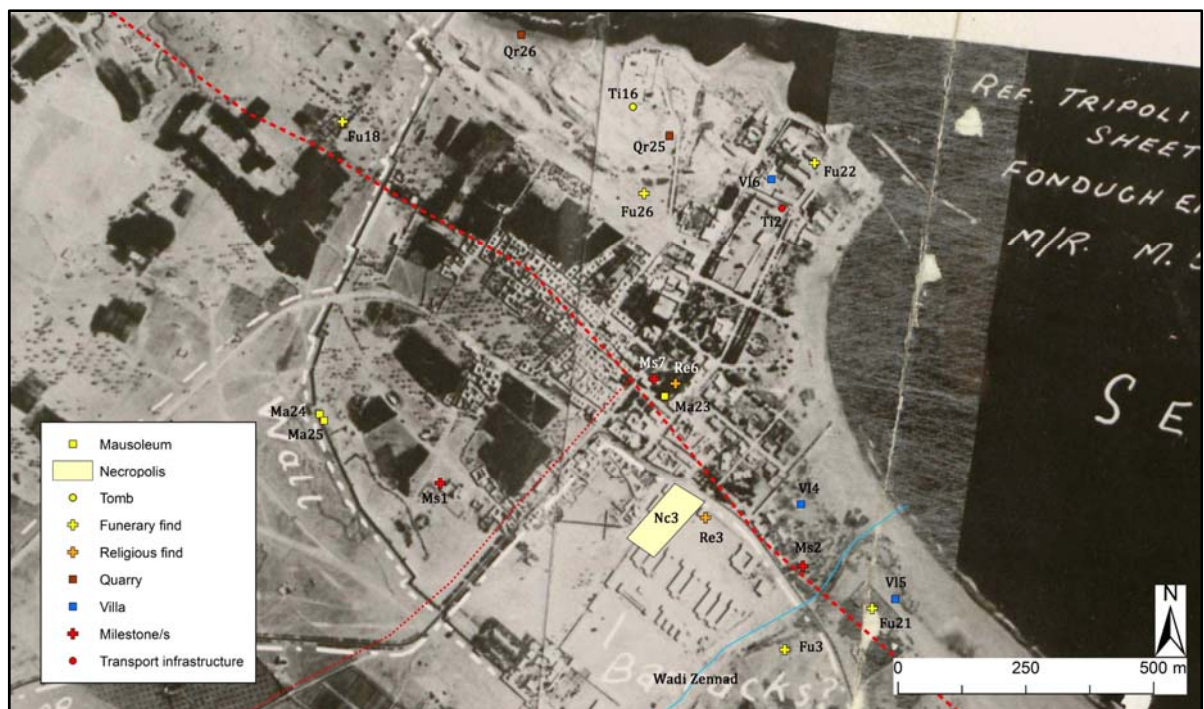 Qr26
REF. TRIPOLI
SHEET
FONDUGH E
M/R. M.
Ti16
Fu18
Qr25
Vl6
Fu22
Fu26
TI2
Ms7
Re6
Ma23
S E
Ma24
Ma25
Wall
Ms1
Vl4
Nc3
Re3
Ms2
Vl5
Fu21
Fu3
Wadi Zennad
Barracks?
Mausoleum
Necropolis
Tomb
Funerary find
Religious find
Quarry
Villa
Milestone/s
Transport infrastructure
N
0 250 500 m